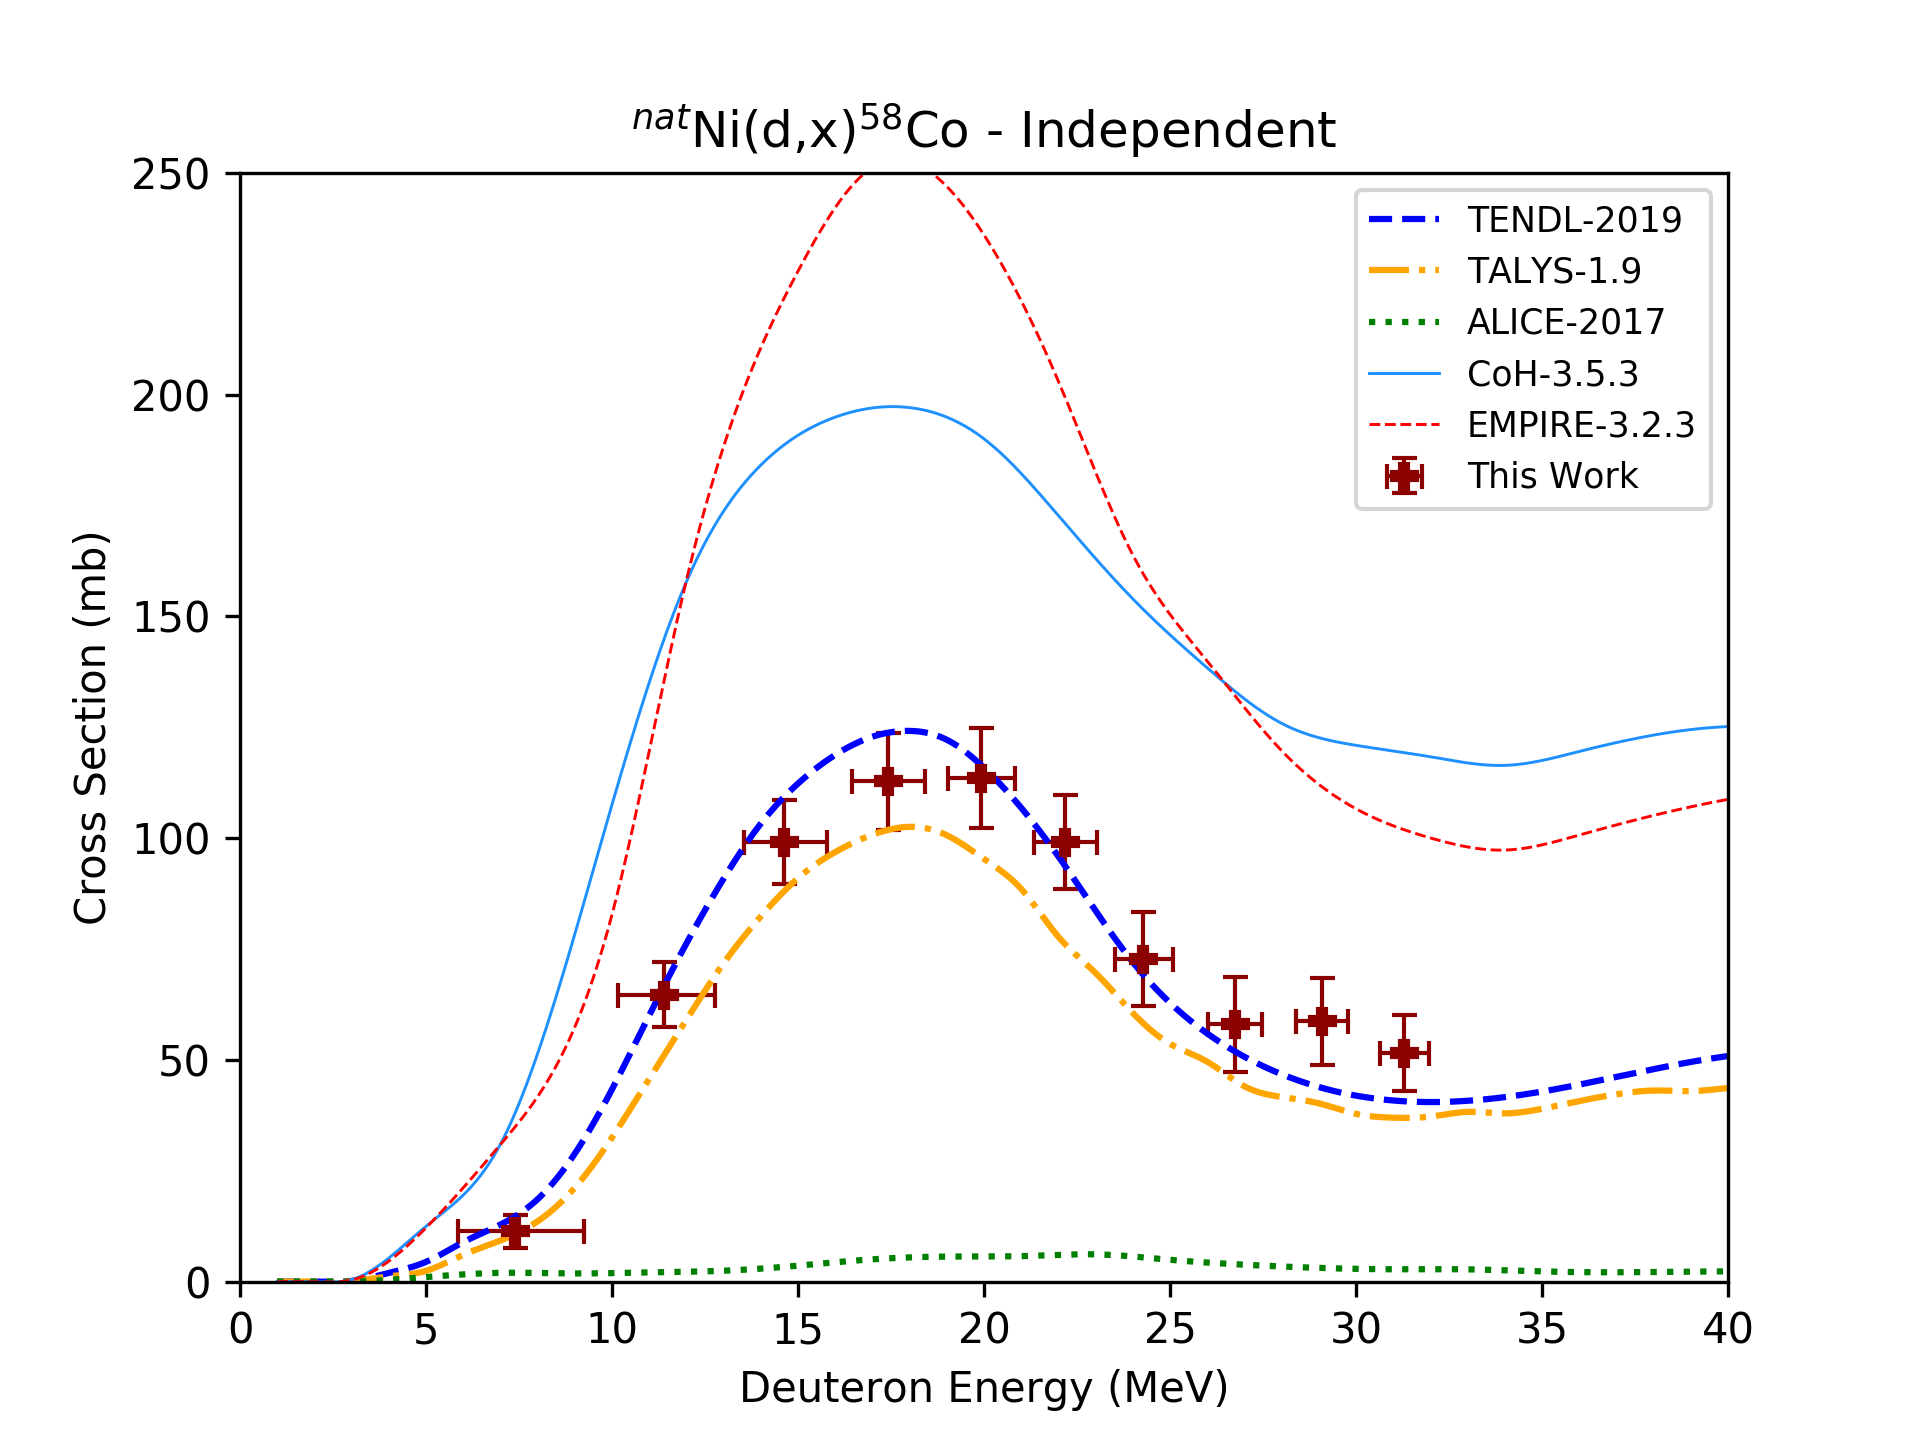 natNi(d,x)58Co - Independent
250
200
150
100
50
0
Cross Section (mb)
TENDL-2019
TALYS-1.9
ALICE-2017
CoH-3.5.3
EMPIRE-3.2.3
This Work
0 5 10 15 20 25 30 35 40
Deuteron Energy (MeV)